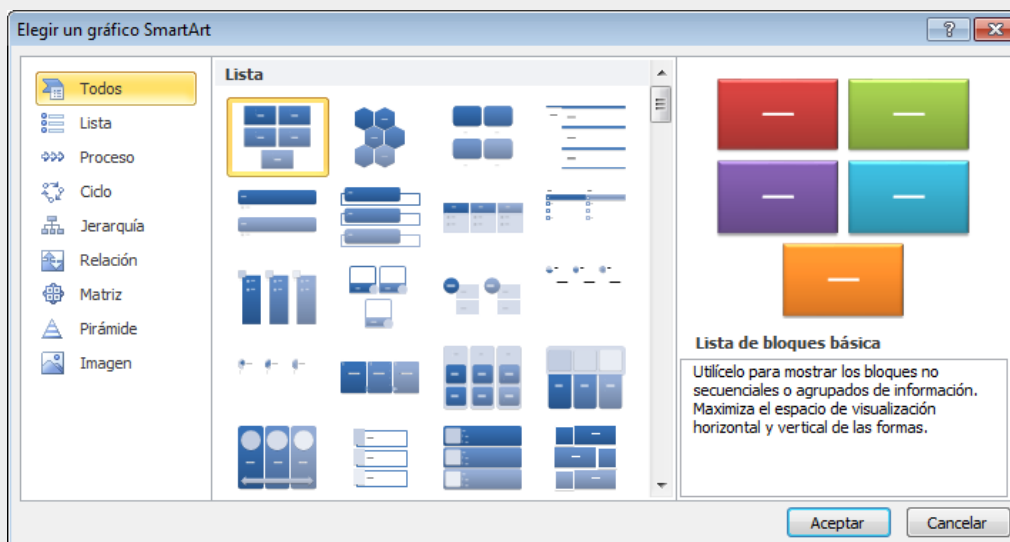 Elegir un gráfico SmartArt
Todos
Lista
Proceso
Ciclo
Jerarquía
Relación
Matriz
Pirámide
Imagen
Lista
Lista de bloques básica
Utilícelo para mostrar los bloques no
secuenciales o agrupados de información.
Maximiza el espacio de visualización
horizontal y vertical de las formas.
Aceptar
Cancelar